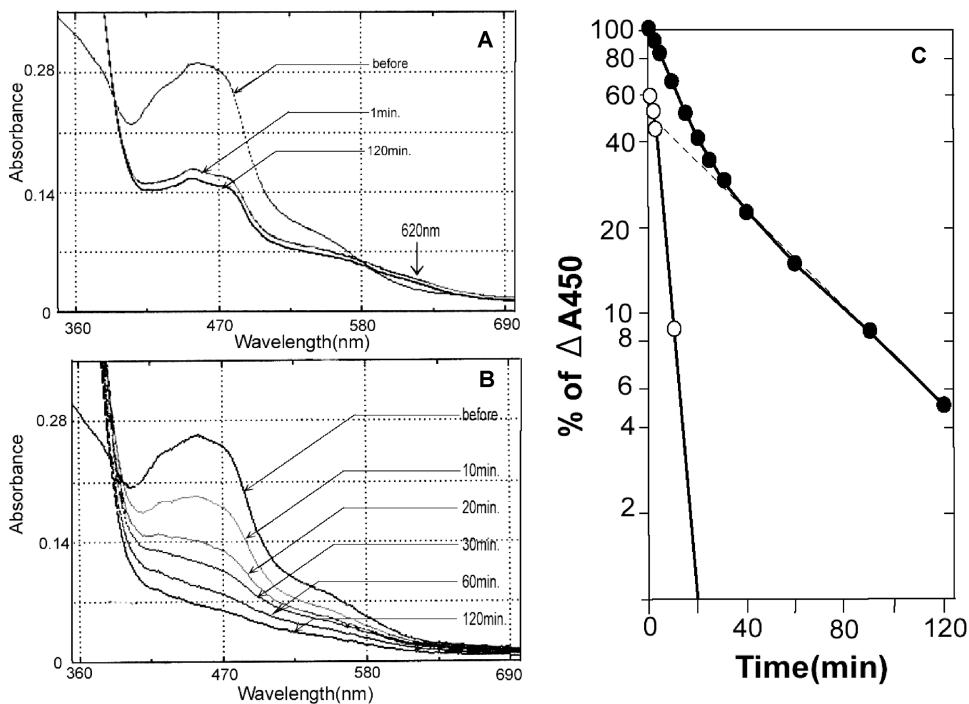 A
Absorbance
0.28
0.14
0
before
1min.
120min.
620nm
360
470
580
690
Wavelength(nm)
B
Absorbance
0.28
0.14
0
before
10min.
20min.
30min.
60min.
120min.
360
470
580
690
Wavelength(nm)
C
% of ΔA450
100
80
60
40
20
10
8
6
4
2
0
40
80
120
Time(min)